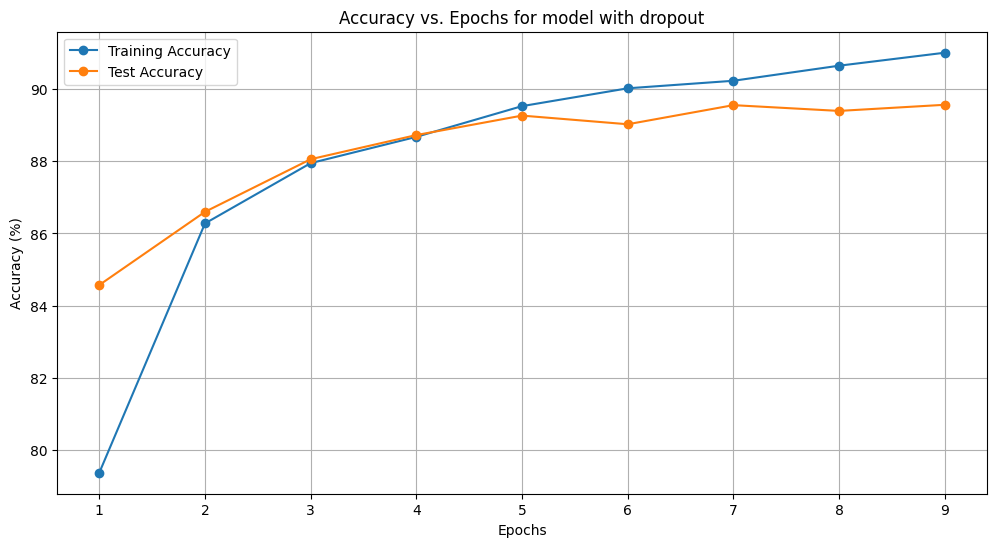 Accuracy vs. Epochs for model with dropout
Training Accuracy
Test Accuracy
90
88
86
84
82
80
Accuracy (%)
1 2 3 4 5 6 7 8 9
Epochs